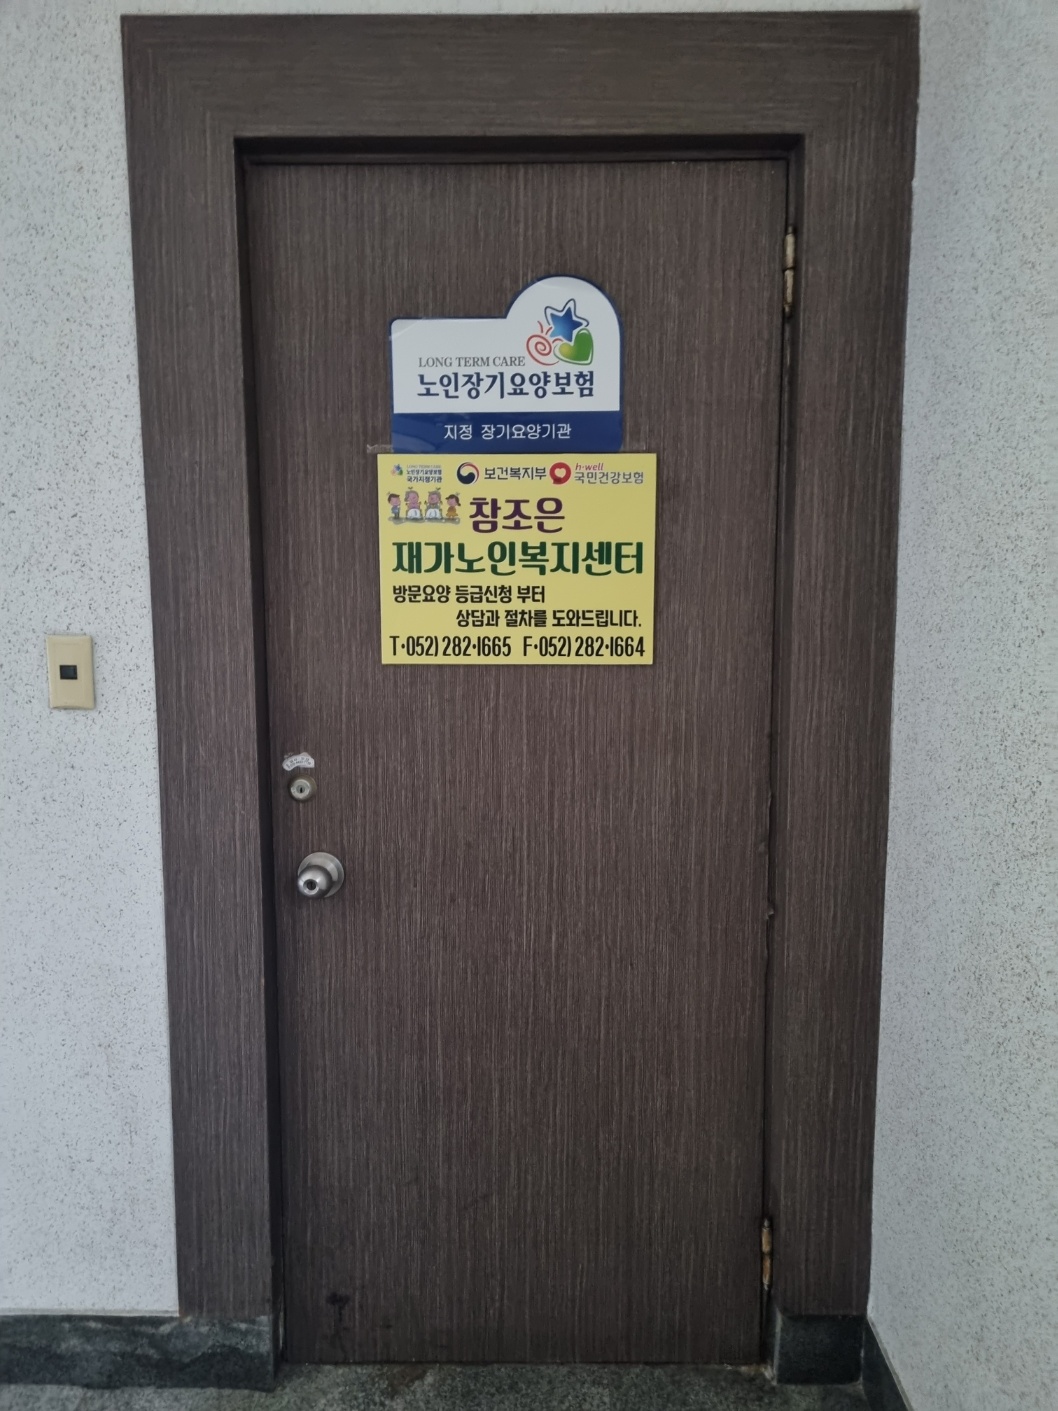 LONG TERM CARE
노인장기요양보험
지정 장기요양기관
LONG TERM CARE
노인장기요양보험
국가지정기관
보건복지부
h·well
국민건강보험
참조은
재가노인복지센터
방문요양 등급신청 부터
상담과 절차를 도와드립니다.
T·052)282·1665 F·052)282·1664